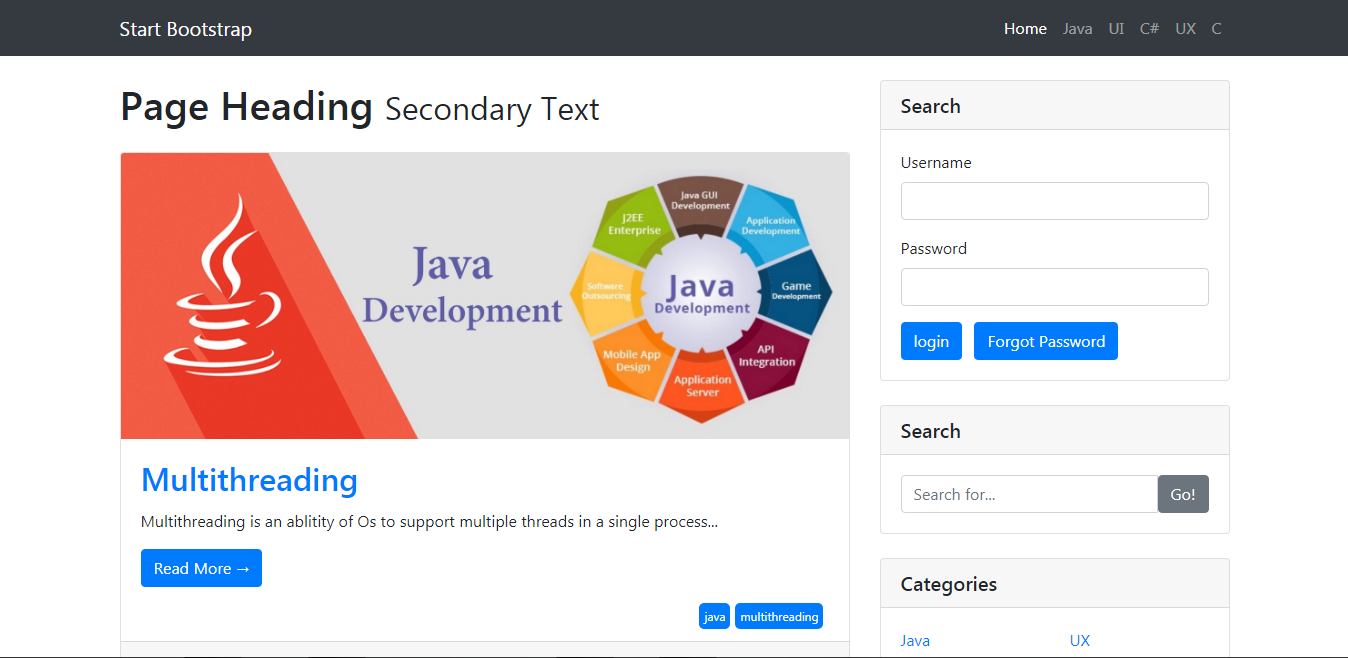 Start Bootstrap
Home Java UI C# UX C
Page Heading Secondary Text
Java
Development
Java GUI
Development
Application
Development
Game
Development
API
Integration
Application
Server
Mobile App
Design
Software
Outsourcing
J2EE
Enterprise
Java
Development
Multithreading
Multithreading is an ablitity of Os to support multiple threads in a single process...
Read More →
java multithreading
Search
Username
Password
login Forgot Password
Search
Search for... Go!
Categories
Java UX